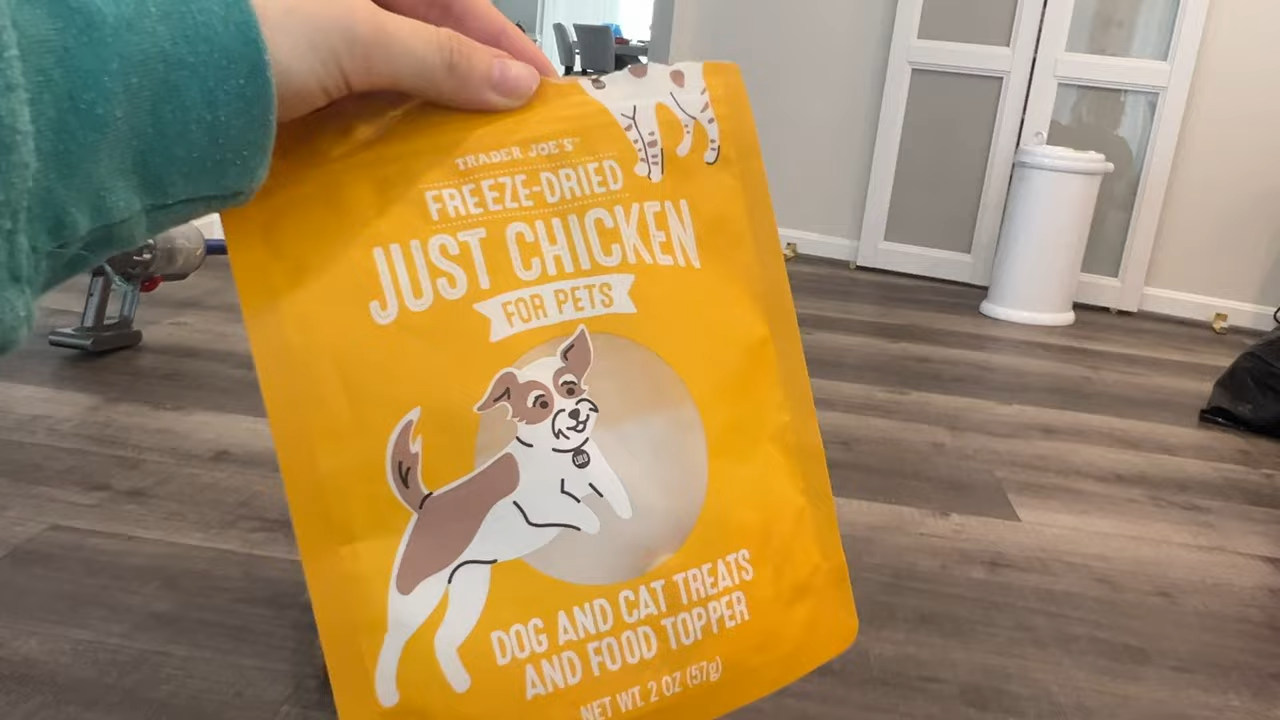 TRADER JOE'S™
FREEZE-DRIED
JUST CHICKEN
FOR PETS
LULU
DOG AND CAT TREATS
AND FOOD TOPPER
NET WT. 2 OZ (57g)